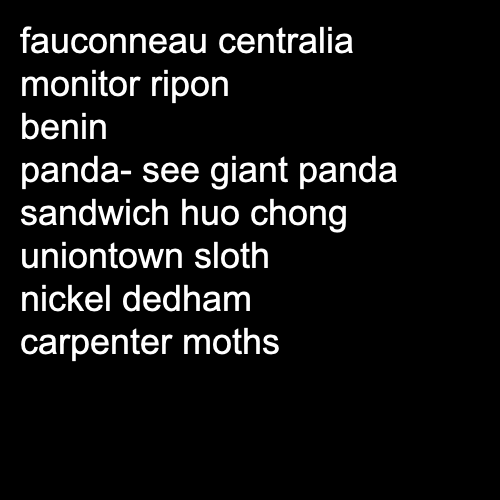 fauconneau centralia
monitor ripon
benin
panda- see giant panda
sandwich huo chong
uniontown sloth
nickel dedham
carpenter moths